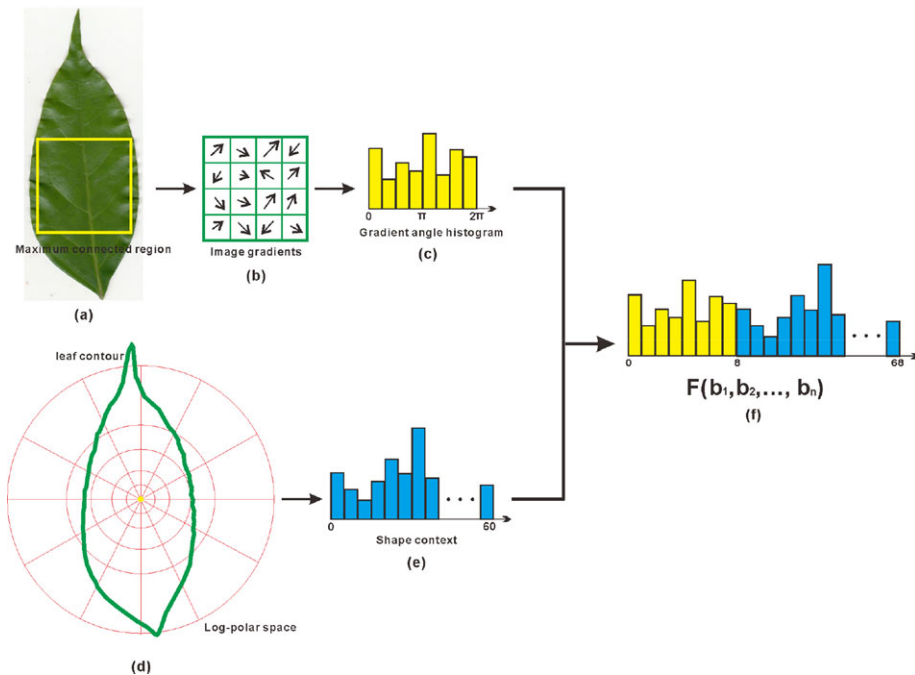 Maximum connected region
(a)
Image gradients
(b)
0 π 2π
Gradient angle histogram
(c)
leaf contour
Log-polar space
(d)
0 60
Shape context
(e)
0 8 68
F(b1,b2,..., bn)
(f)